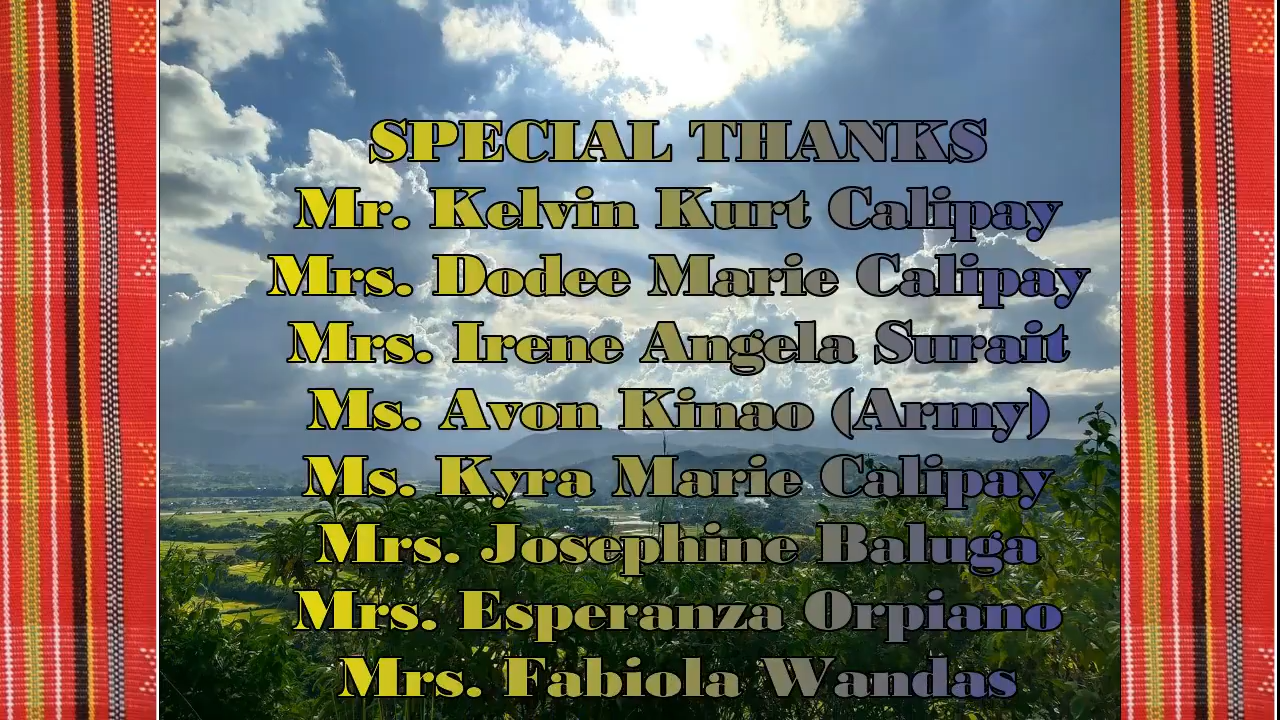 SPECIAL THANKS
Mr. Kelvin Kurt Calipay
Mrs. Dodee Marie Calipay
Mrs. Irene Angela Surait
Ms. Avon Kinao (Army)
Ms. Kyra Marie Calipay
Mrs. Josephine Baluga
Mrs. Esperanza Orpiano
Mrs. Fabiola Wandas